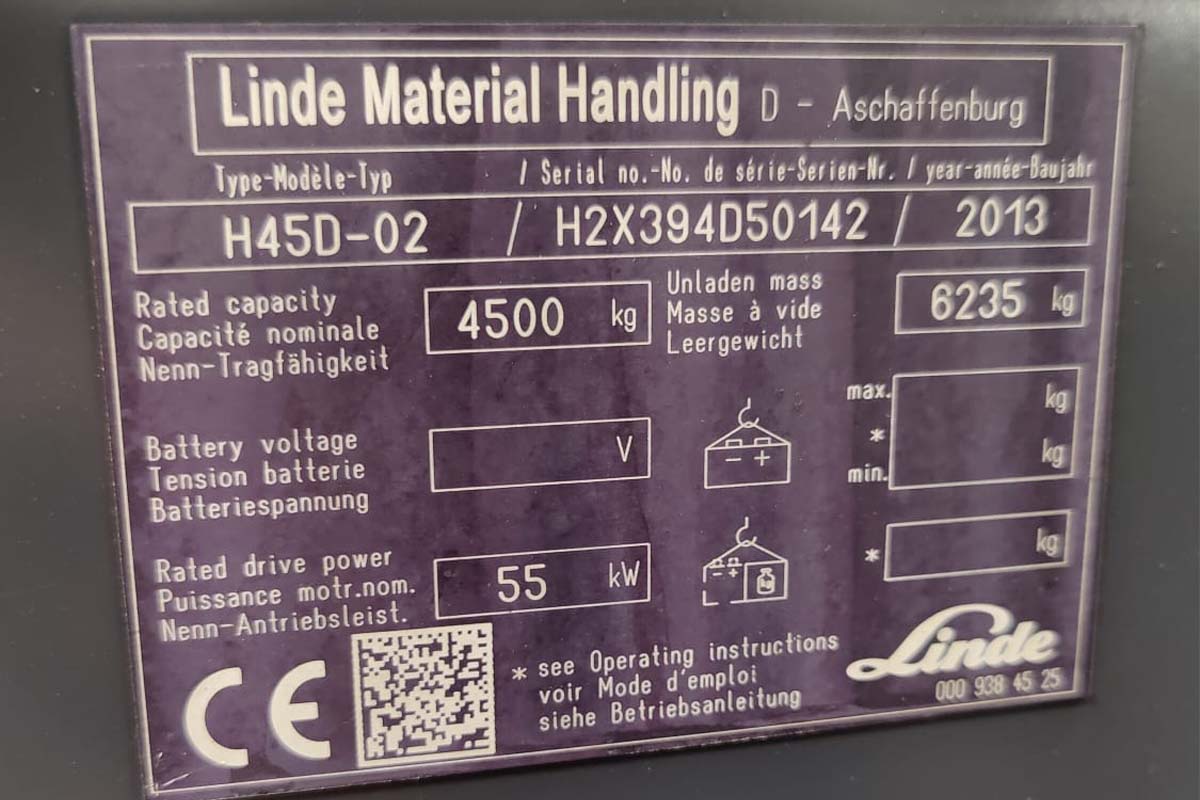 Linde Material Handling D - Aschaffenburg
Type-Modèle-Typ / Serial no.-No. de série-Serien-Nr. / year-année-Baujahr
H45D-02 / H2X394D50142 / 2013
Rated capacity
Capacité nominale
Nenn-Tragfähigkeit
4500 kg
Unladen mass
Masse à vide
Leergewicht
6235 kg
Battery voltage
Tension batterie
Batteriespannung
V
- +
max. kg
*
min. kg
Rated drive power
Puissance motr.nom.
Nenn-Antriebsleist.
55 kW
- + kg
* kg
CE
* see Operating instructions
voir Mode d'emploi
siehe Betriebsanleitung
Linde
000 938 45 25